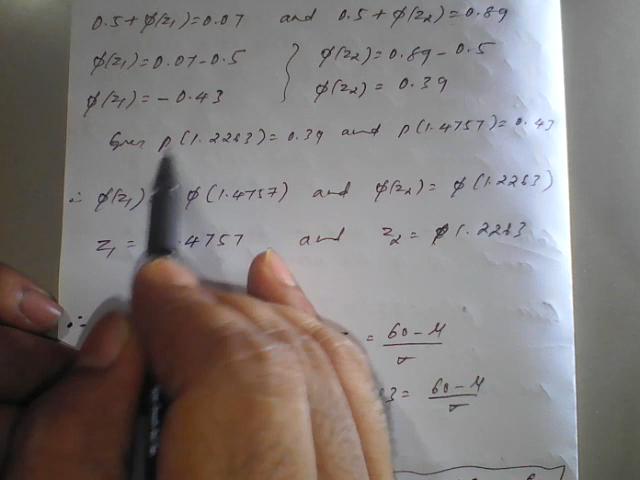 0.5+φ(z₁)=0.07 and 0.5+φ(z₂)=0.89
φ(z₁)=0.07-0.5 } φ(z₂)=0.89-0.5
φ(z₁)=-0.43 φ(z₂)=0.39
p(1.2263)=0.39 and p(1.4757)=0.43
∴ φ(z₁) φ(1.4757) and φ(z₂)= φ(1.2263)
z₁ = .4757 and z₂ = 1.2263
∴
= 60-μ/σ
3= 60-μ/σ